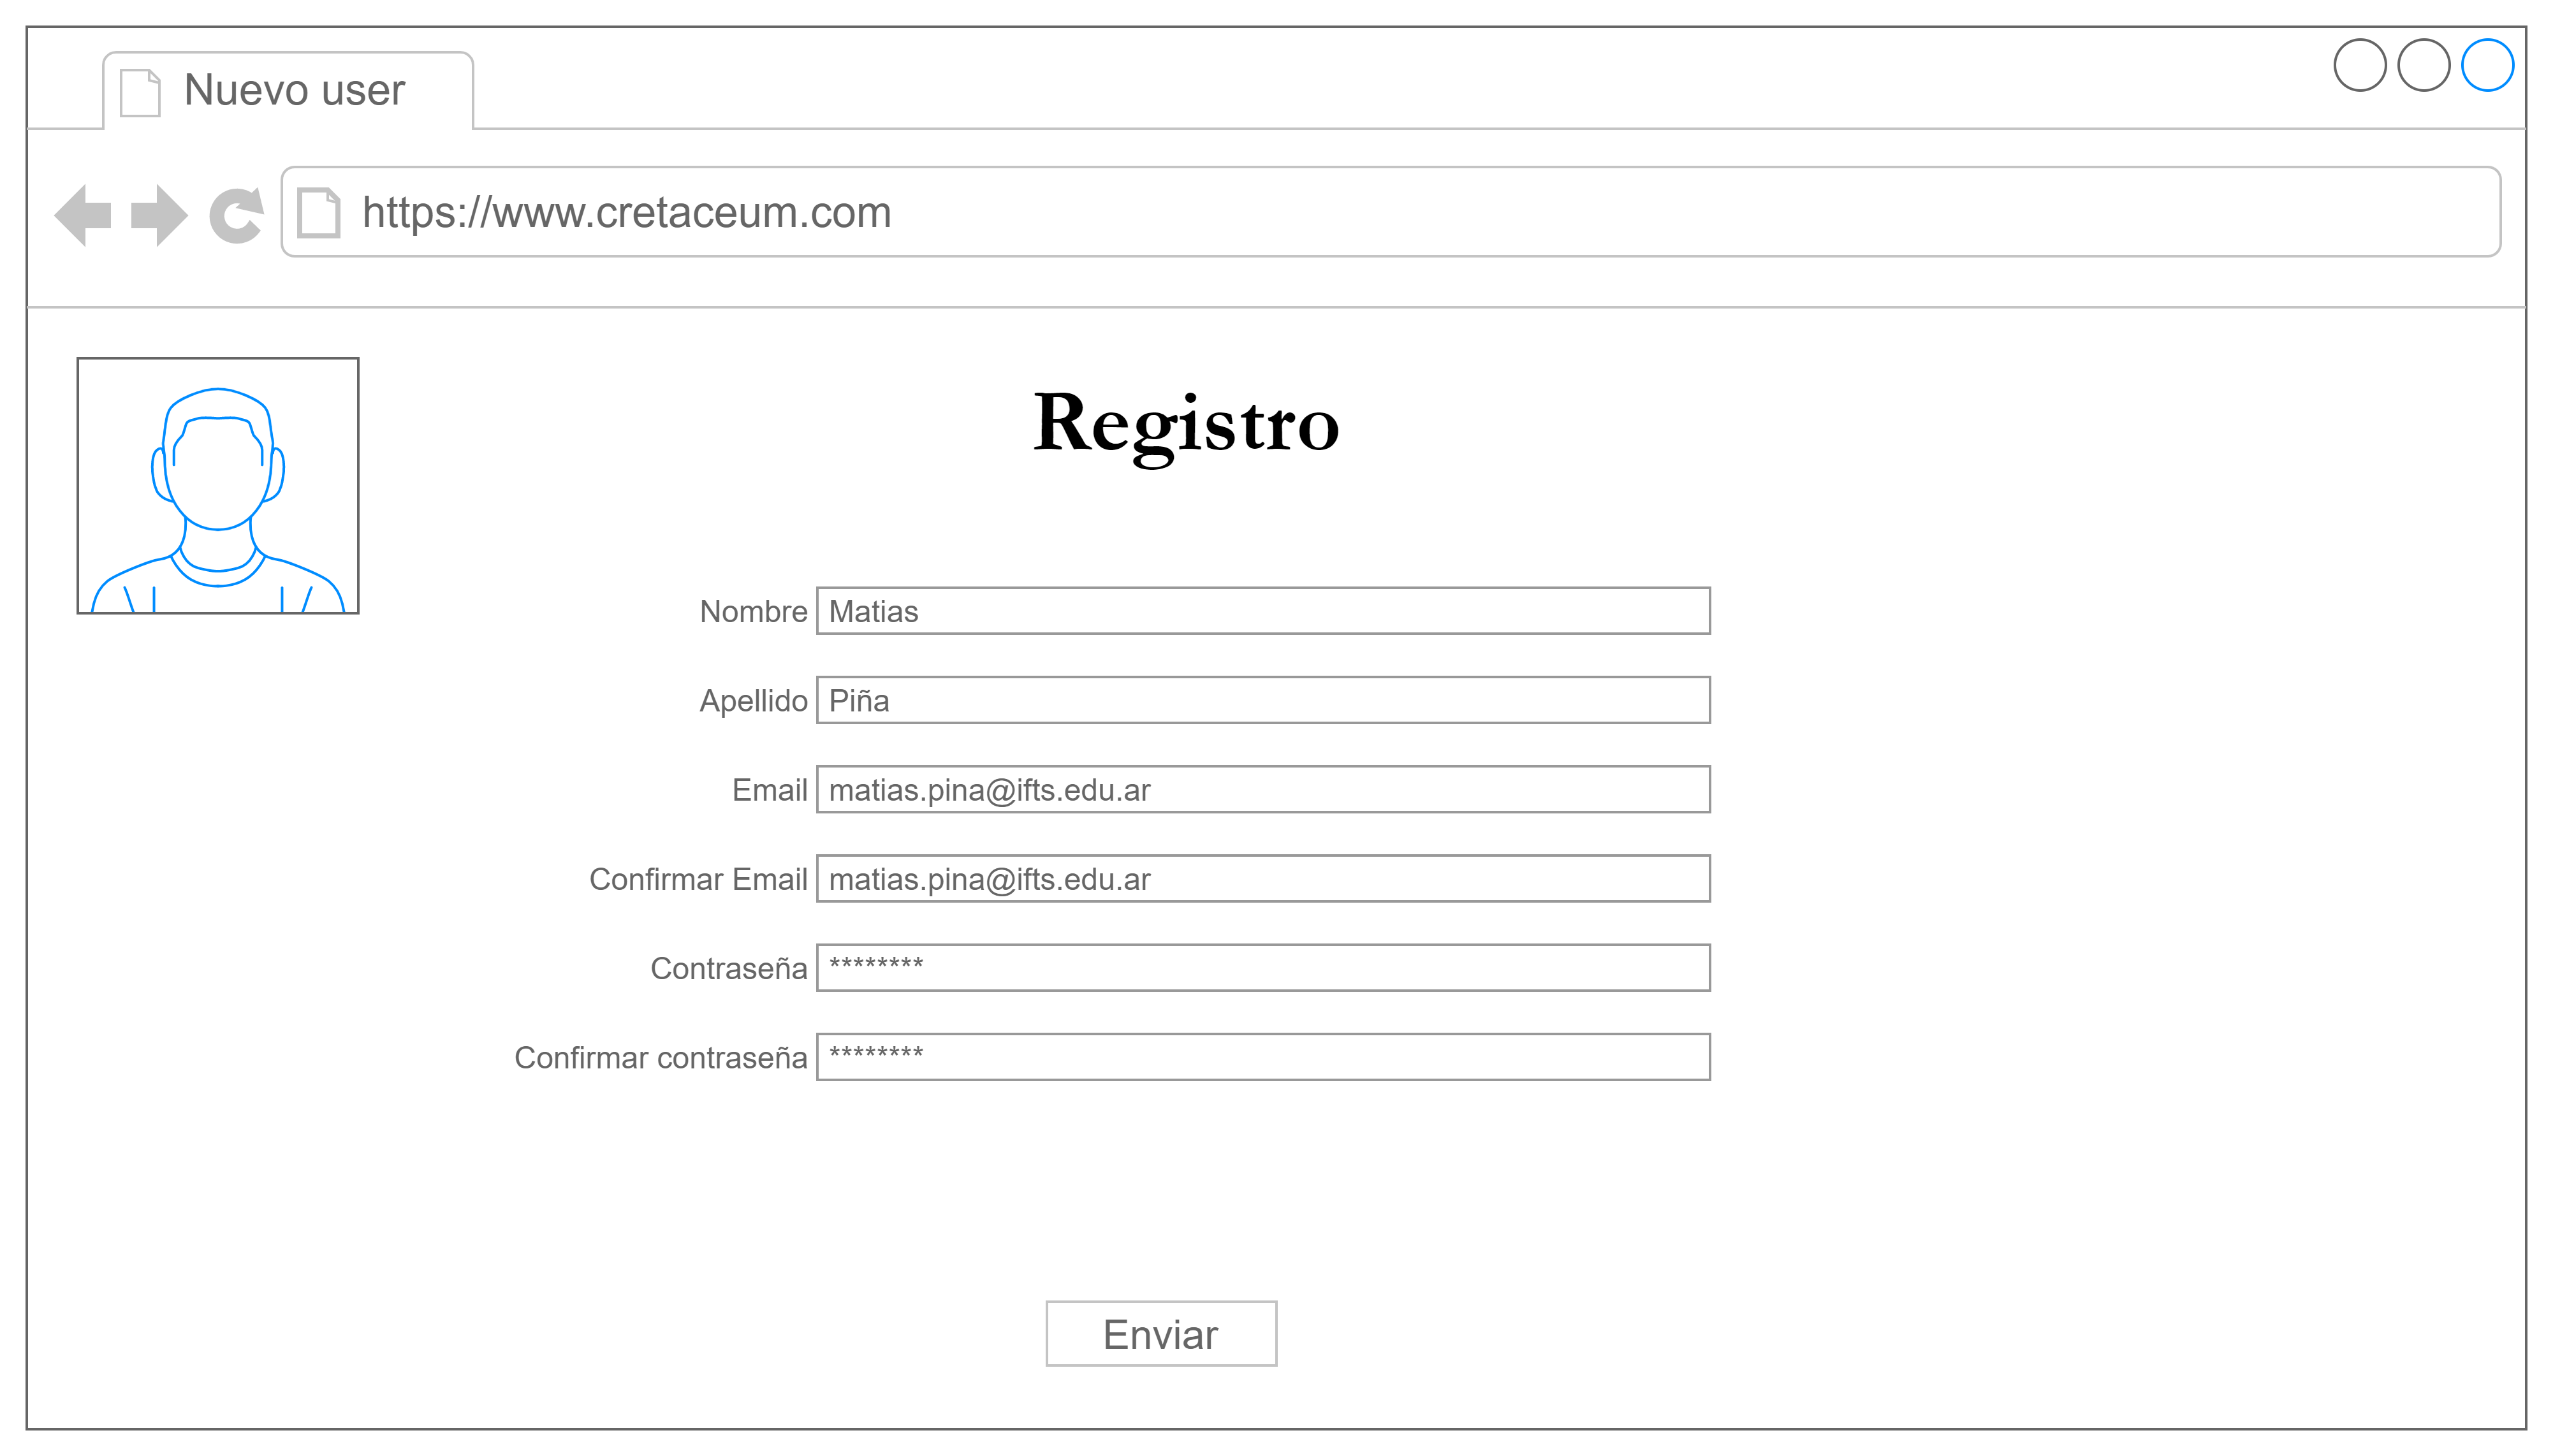 Nuevo user
https://www.cretaceum.com
Registro
Nombre Matias
Apellido Piña
Email matias.pina@ifts.edu.ar
Confirmar Email matias.pina@ifts.edu.ar
Contraseña ********
Confirmar contraseña ********
Enviar